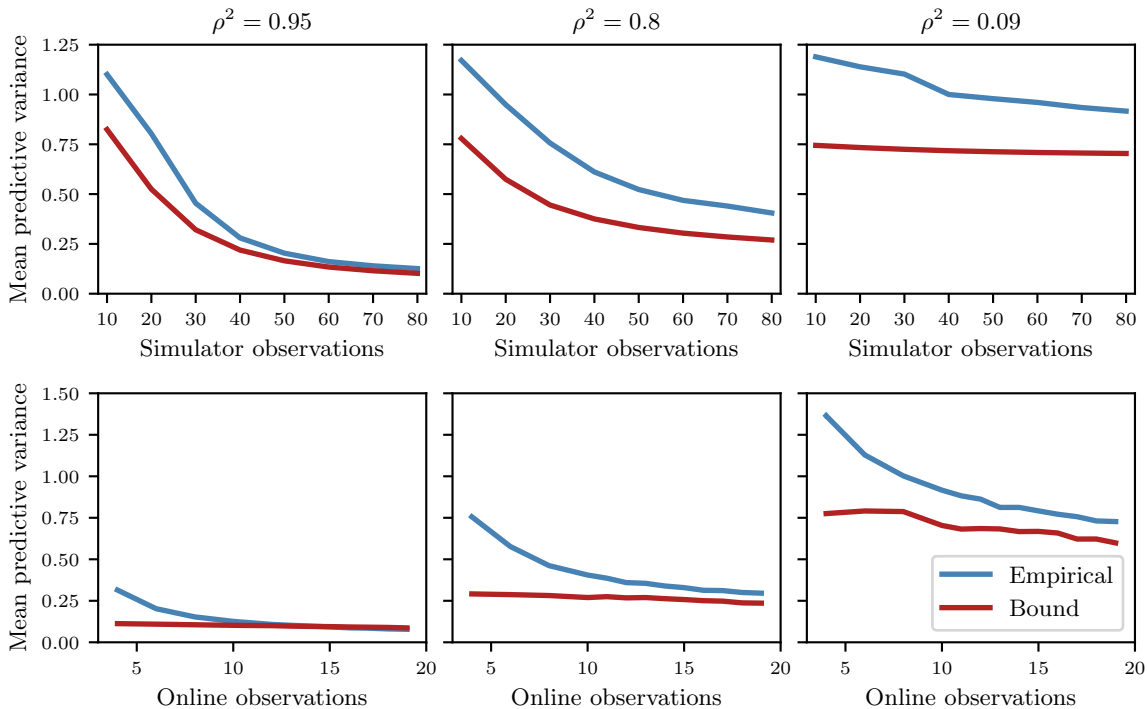 ρ² = 0.95
ρ² = 0.8
ρ² = 0.09
Mean predictive variance
1.25
1.00
0.75
0.50
0.25
0.00
10 20 30 40 50 60 70 80
10 20 30 40 50 60 70 80
10 20 30 40 50 60 70 80
Simulator observations
Simulator observations
Simulator observations
Mean predictive variance
1.50
1.25
1.00
0.75
0.50
0.25
0.00
Empirical
Bound
5 10 15 20
5 10 15 20
5 10 15 20
Online observations
Online observations
Online observations